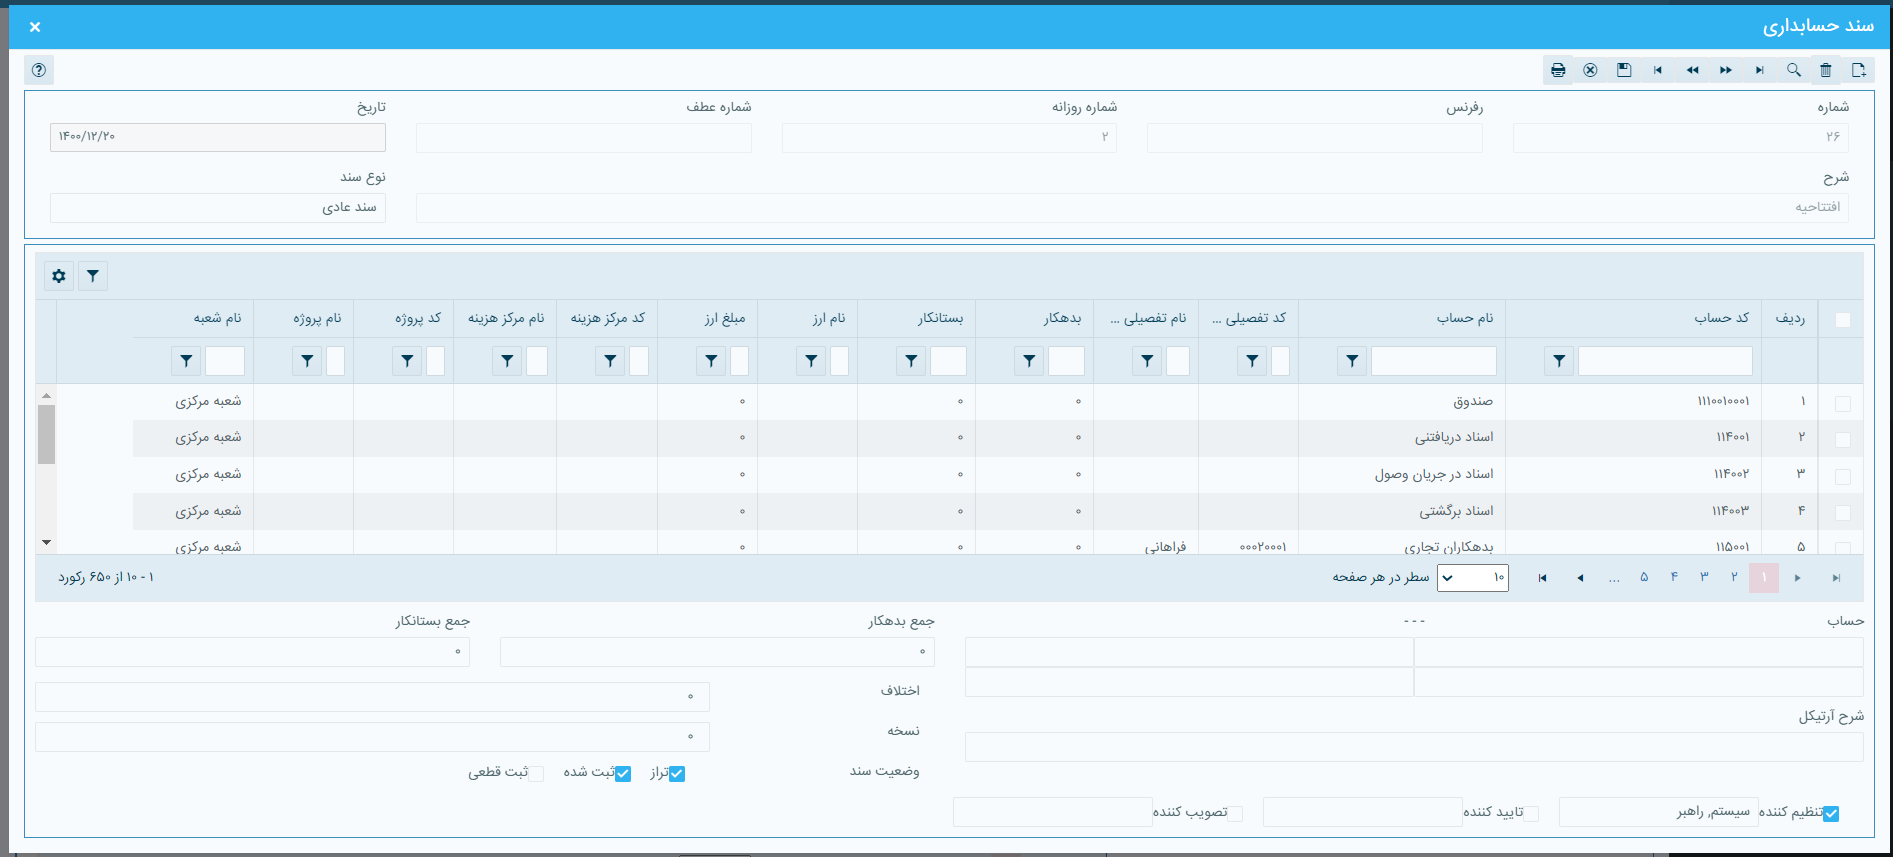 سند حسابداری
شماره
رفرنس
شماره روزانه
شماره عطف
تاریخ
۲۶
۲
۱۴۰۰/۱۲/۲۰
شرح
نوع سند
افتتاحیه
سند عادی
ردیف کد حساب نام حساب کد تفصیلی ... نام تفصیلی ... بدهکار بستانکار نام ارز مبلغ ارز کد مرکز هزینه نام مرکز هزینه کد پروژه نام پروژه نام شعبه
۱ ۱۱۱۰۰۱۰۰۰۱ صندوق ۰ ۰ ۰ شعبه مرکزی
۲ ۱۱۴۰۰۱ اسناد دریافتنی ۰ ۰ ۰ شعبه مرکزی
۳ ۱۱۴۰۰۲ اسناد در جریان وصول ۰ ۰ ۰ شعبه مرکزی
۴ ۱۱۴۰۰۳ اسناد برگشتی ۰ ۰ ۰ شعبه مرکزی
۵ ۱۱۵۰۰۱ بدهکاران تجاری ۰۰۰۲۰۰۰۱ فراهانی ۰ ۰ ۰ شعبه مرکزی
۱ ۲ ۳ ۴ ۵ ... ۱۰ سطر در هر صفحه
۱ - ۱۰ از ۶۵۰ رکورد
حساب
- - -
جمع بدهکار
جمع بستانکار
۰
۰
اختلاف
۰
شرح آرتیکل
نسخه
۰
وضعیت سند تراز ثبت شده ثبت قطعی
تنظیم کننده سیستم, راهبر تایید کننده تصویب کننده